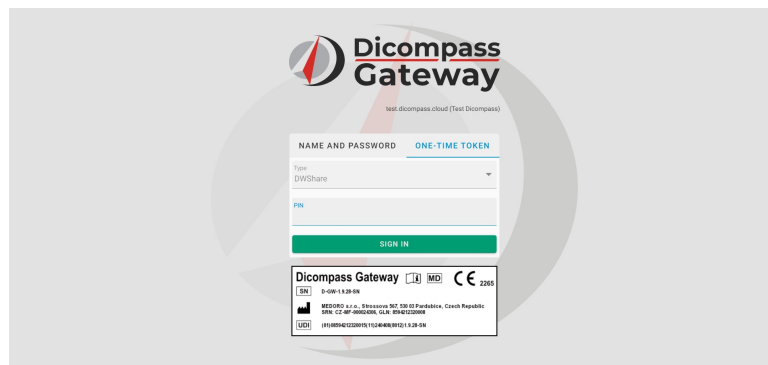 Dicompass
Gateway
test.dicompass.cloud (Test Dicompass)
NAME AND PASSWORD ONE-TIME TOKEN
Type
DWShare
PIN
SIGN IN
Dicompass Gateway MD CE 2265
SN D-GW-1.9.28-SN
MEDORO s.r.o., Strossova 567, 530 03 Pardubice, Czech Republic
SRN: CZ-MF-000024306, GLN: 8594212320008
UDI (01)08594212320015(11)240409(8012)1.9.28-SN